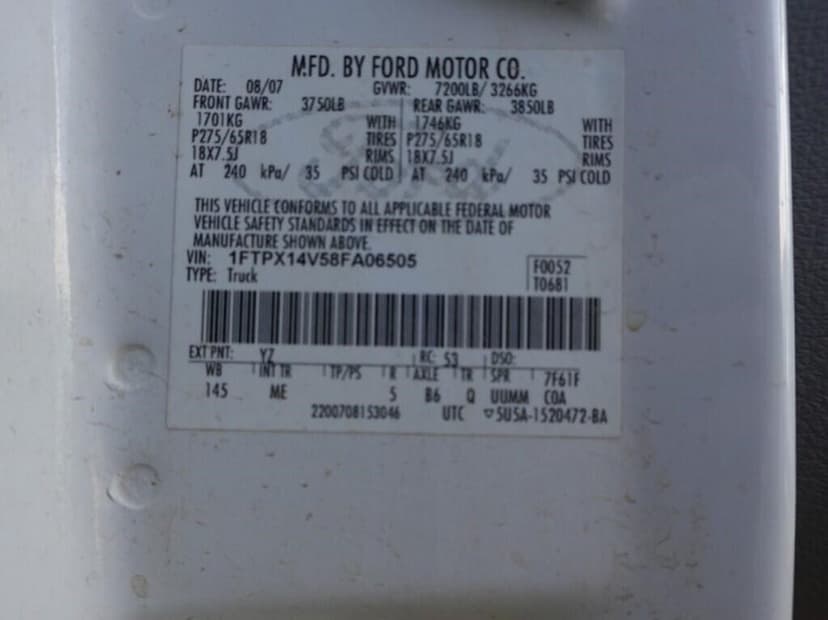 MFD. BY FORD MOTOR CO.
DATE: 08/07 GVWR: 7200LB/ 3266KG
FRONT GAWR: 3750LB REAR GAWR: 3850LB
1701KG WITH 1746KG WITH
P275/65R18 TIRES P275/65R18 TIRES
18X7.5J RIMS 18X7.5J RIMS
AT 240 kPa/ 35 PSI COLD AT 240 kPa/ 35 PSI COLD
THIS VEHICLE CONFORMS TO ALL APPLICABLE FEDERAL MOTOR
VEHICLE SAFETY STANDARDS IN EFFECT ON THE DATE OF
MANUFACTURE SHOWN ABOVE.
VIN: 1FTPX14V58FA06505 F0052
TYPE: Truck T0681
EXT PNT: YZ RC: 53 DSO:
WB INT TR TP/PS R AXLE TR SPR 7F61F
145 ME 5 B6 Q UUMM COA
2200708153046 UTC ▽5U5A-1520472-BA